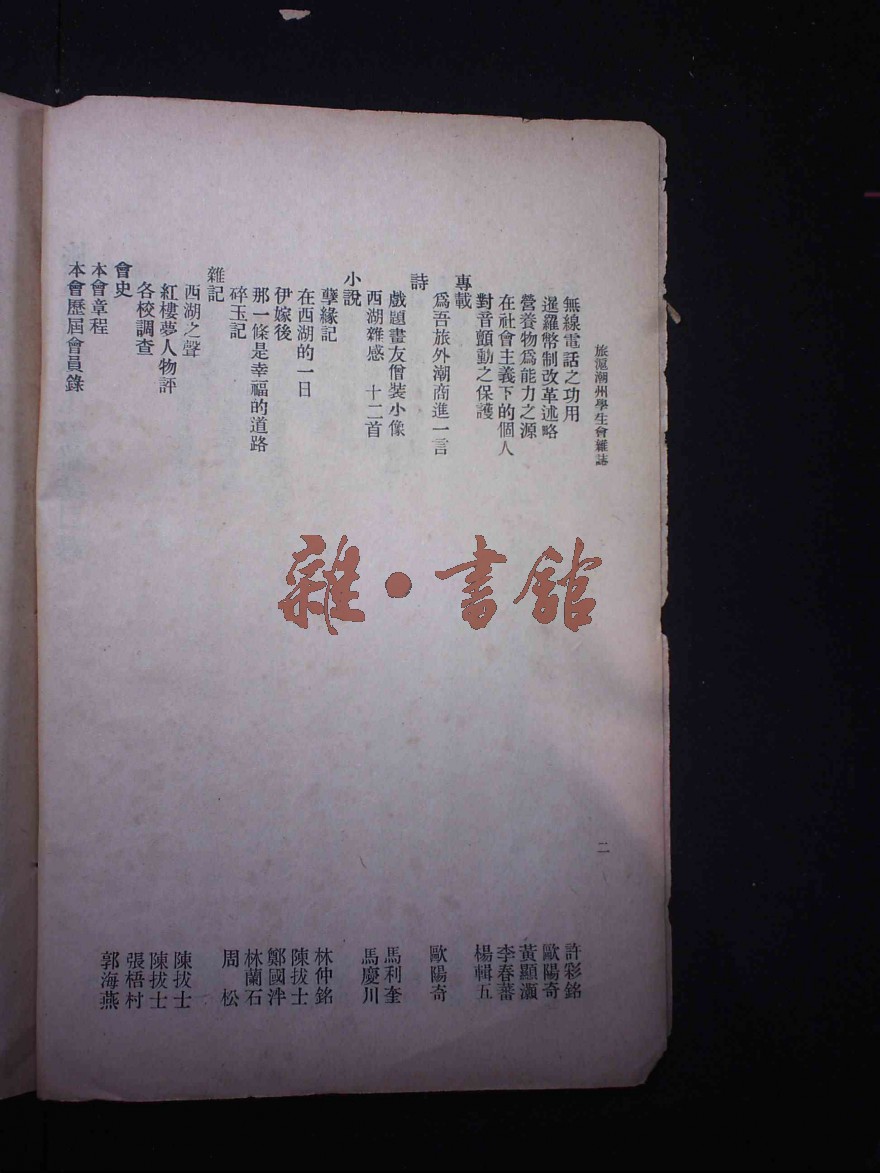 旅滬潮州學生會雜誌
二
無線電話之功用 許彩銘
暹羅幣制改革述略 歐陽奇
營養物爲能力之源 黃顯灝
在社會主義下的個人 李春蕃
對音顫動之保護 楊輯五
專載
爲吾旅外潮商進一言 歐陽奇
詩
戲題畫友僧裝小像 馬利奎
西湖雜感 十二首 馬慶川
小說
孽緣記 林仲銘
在西湖的一日 陳拔士
伊嫁後 鄭國泮
那一條是幸福的道路 林蘭石
碎玉記 周松
雜記
西湖之聲 陳拔士
紅樓夢人物評 陳拔士
各校調查 張梧村
會史 郭海燕
本會章程
本會歷屆會員錄
雜·書館